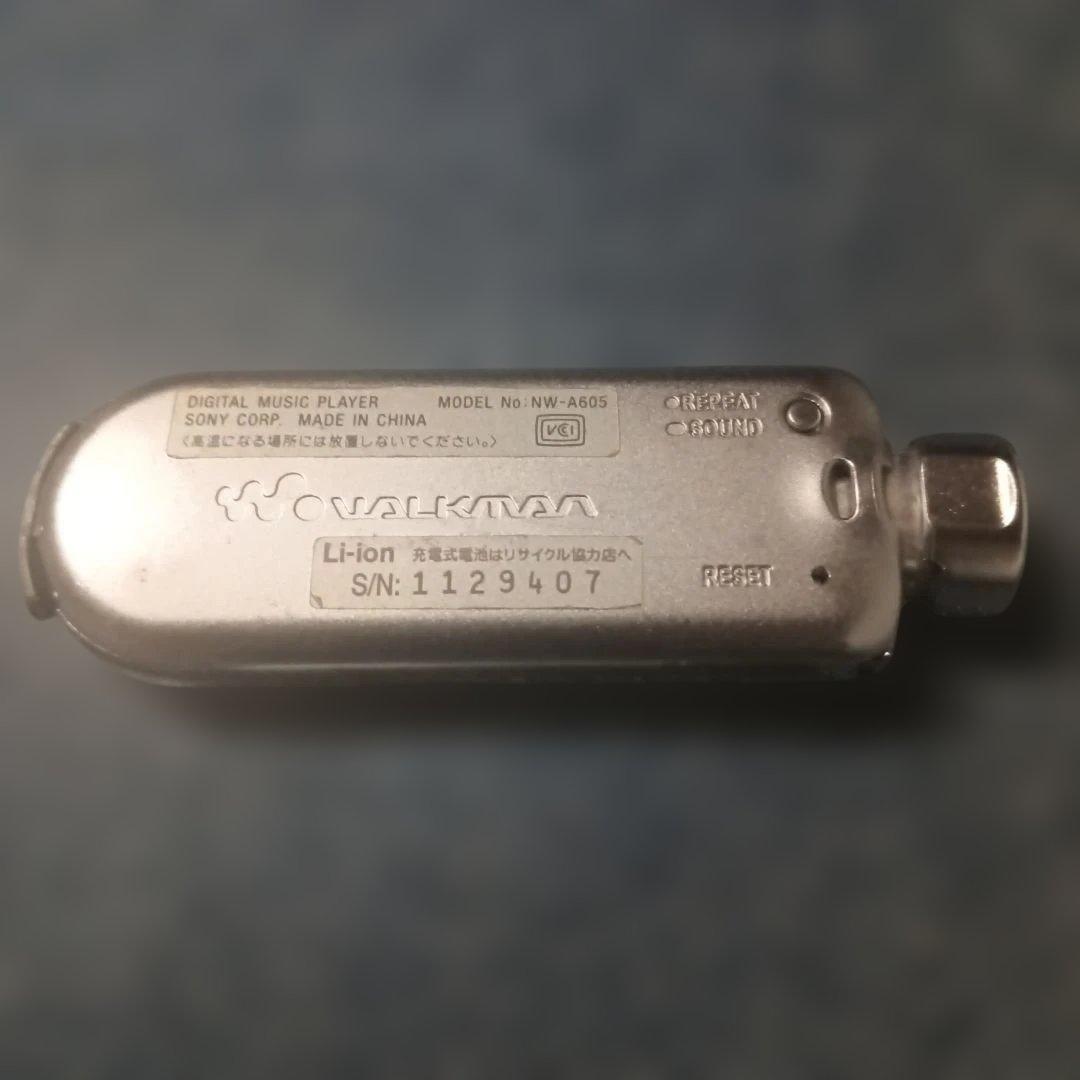 DIGITAL MUSIC PLAYER MODEL No:NW-A605
SONY CORP. MADE IN CHINA
〈高温になる場所には放置しないでください。〉 VCI
REPEAT
SOUND
WALKMAN
Li-ion 充電式電池はリサイクル協力店へ
S/N: 1129407
RESET